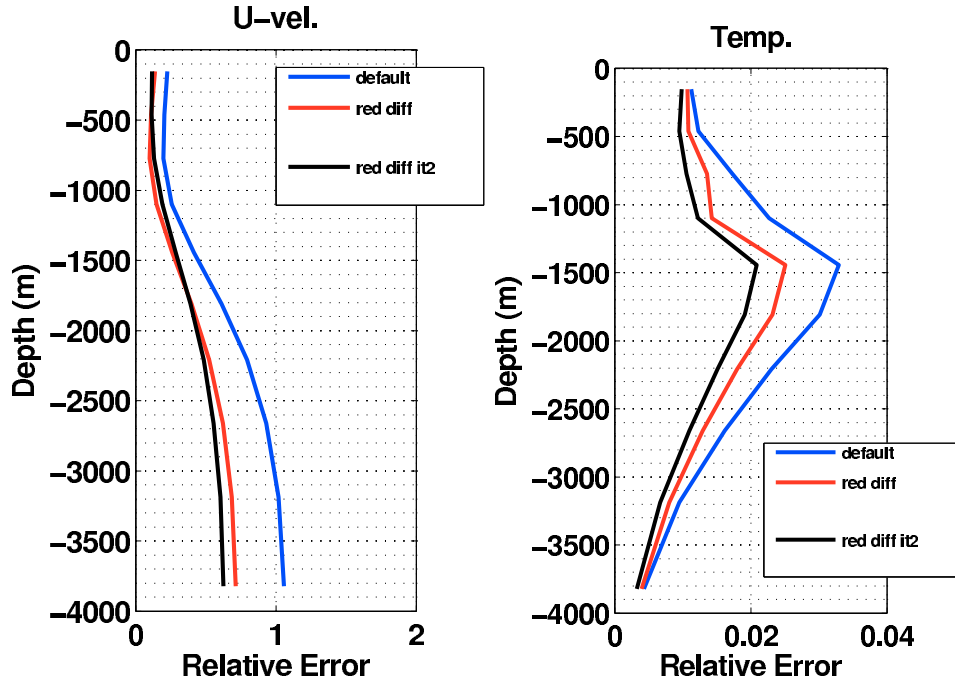 U−vel.
0
−500
−1000
−1500
−2000
−2500
−3000
−3500
−4000
Depth (m)
0
1
2
Relative Error
default
red diff
red diff it2
Temp.
0
−500
−1000
−1500
−2000
−2500
−3000
−3500
−4000
Depth (m)
0
0.02
0.04
Relative Error
default
red diff
red diff it2